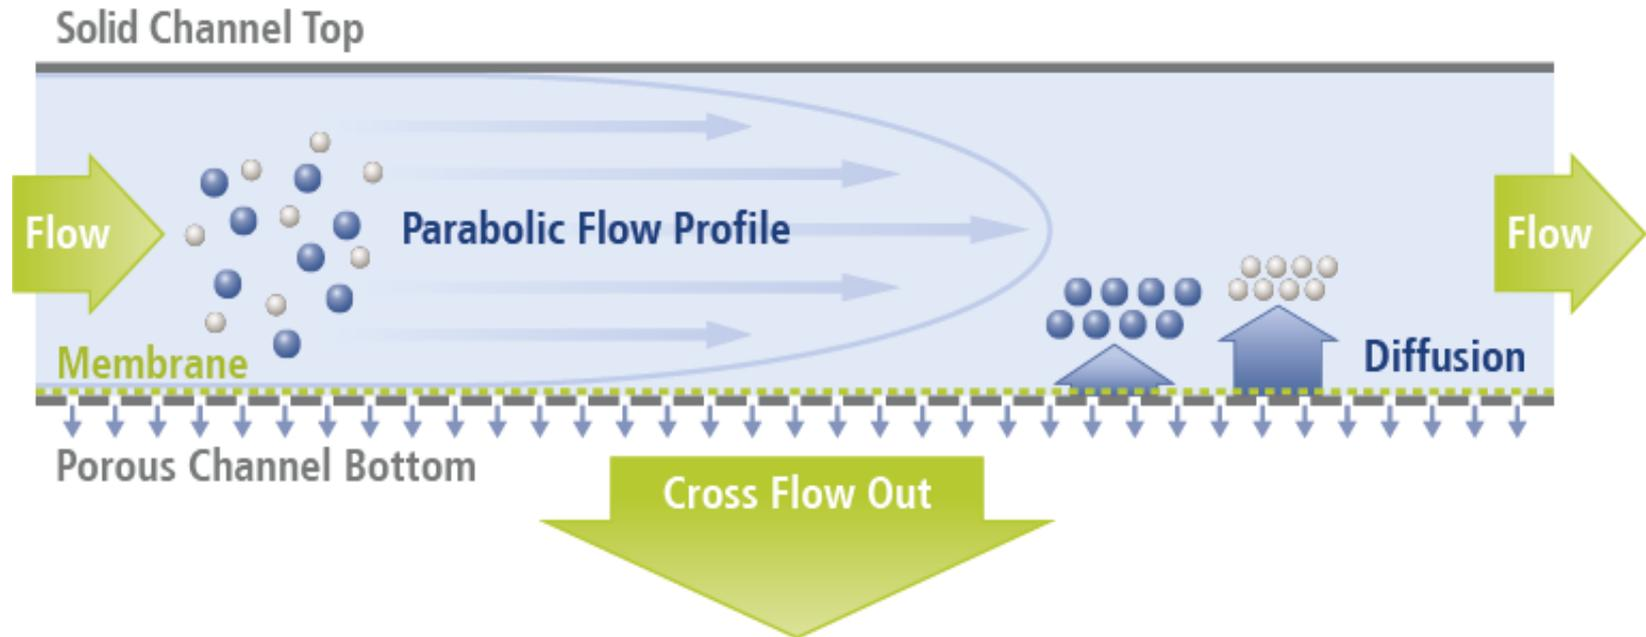 Solid Channel Top
Flow
Parabolic Flow Profile
Flow
Membrane
Diffusion
Porous Channel Bottom
Cross Flow Out